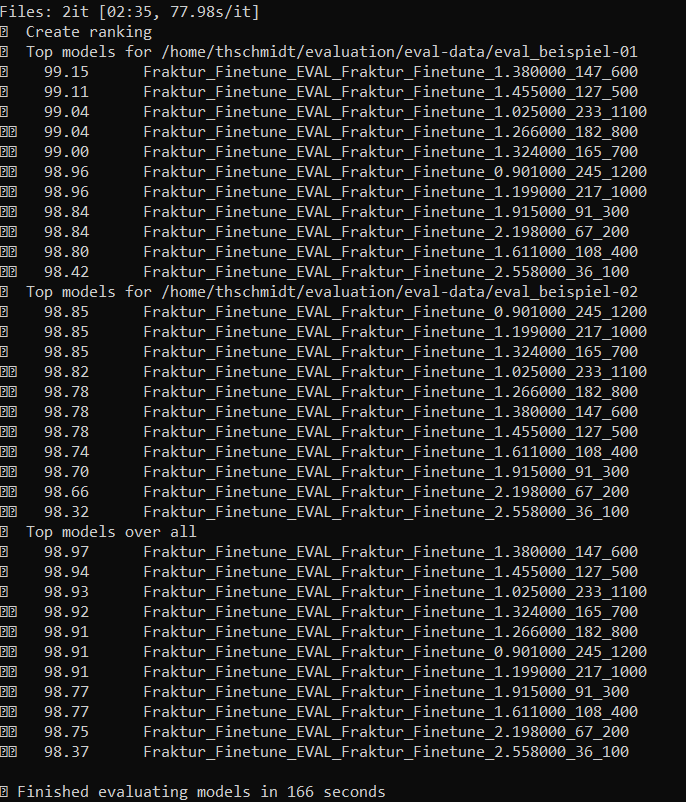 Files: 2it [02:35, 77.98s/it]
Create ranking
Top models for /home/thschmidt/evaluation/eval-data/eval_beispiel-01
99.15 Fraktur_Finetune_EVAL_Fraktur_Finetune_1.380000_147_600
99.11 Fraktur_Finetune_EVAL_Fraktur_Finetune_1.455000_127_500
99.04 Fraktur_Finetune_EVAL_Fraktur_Finetune_1.025000_233_1100
99.04 Fraktur_Finetune_EVAL_Fraktur_Finetune_1.266000_182_800
99.00 Fraktur_Finetune_EVAL_Fraktur_Finetune_1.324000_165_700
98.96 Fraktur_Finetune_EVAL_Fraktur_Finetune_0.901000_245_1200
98.96 Fraktur_Finetune_EVAL_Fraktur_Finetune_1.199000_217_1000
98.84 Fraktur_Finetune_EVAL_Fraktur_Finetune_1.915000_91_300
98.84 Fraktur_Finetune_EVAL_Fraktur_Finetune_2.198000_67_200
98.80 Fraktur_Finetune_EVAL_Fraktur_Finetune_1.611000_108_400
98.42 Fraktur_Finetune_EVAL_Fraktur_Finetune_2.558000_36_100
Top models for /home/thschmidt/evaluation/eval-data/eval_beispiel-02
98.85 Fraktur_Finetune_EVAL_Fraktur_Finetune_0.901000_245_1200
98.85 Fraktur_Finetune_EVAL_Fraktur_Finetune_1.199000_217_1000
98.85 Fraktur_Finetune_EVAL_Fraktur_Finetune_1.324000_165_700
98.82 Fraktur_Finetune_EVAL_Fraktur_Finetune_1.025000_233_1100
98.78 Fraktur_Finetune_EVAL_Fraktur_Finetune_1.266000_182_800
98.78 Fraktur_Finetune_EVAL_Fraktur_Finetune_1.380000_147_600
98.78 Fraktur_Finetune_EVAL_Fraktur_Finetune_1.455000_127_500
98.74 Fraktur_Finetune_EVAL_Fraktur_Finetune_1.611000_108_400
98.70 Fraktur_Finetune_EVAL_Fraktur_Finetune_1.915000_91_300
98.66 Fraktur_Finetune_EVAL_Fraktur_Finetune_2.198000_67_200
98.32 Fraktur_Finetune_EVAL_Fraktur_Finetune_2.558000_36_100
Top models over all
98.97 Fraktur_Finetune_EVAL_Fraktur_Finetune_1.380000_147_600
98.94 Fraktur_Finetune_EVAL_Fraktur_Finetune_1.455000_127_500
98.93 Fraktur_Finetune_EVAL_Fraktur_Finetune_1.025000_233_1100
98.92 Fraktur_Finetune_EVAL_Fraktur_Finetune_1.324000_165_700
98.91 Fraktur_Finetune_EVAL_Fraktur_Finetune_1.266000_182_800
98.91 Fraktur_Finetune_EVAL_Fraktur_Finetune_0.901000_245_1200
98.91 Fraktur_Finetune_EVAL_Fraktur_Finetune_1.199000_217_1000
98.77 Fraktur_Finetune_EVAL_Fraktur_Finetune_1.915000_91_300
98.77 Fraktur_Finetune_EVAL_Fraktur_Finetune_1.611000_108_400
98.75 Fraktur_Finetune_EVAL_Fraktur_Finetune_2.198000_67_200
98.37 Fraktur_Finetune_EVAL_Fraktur_Finetune_2.558000_36_100
Finished evaluating models in 166 seconds